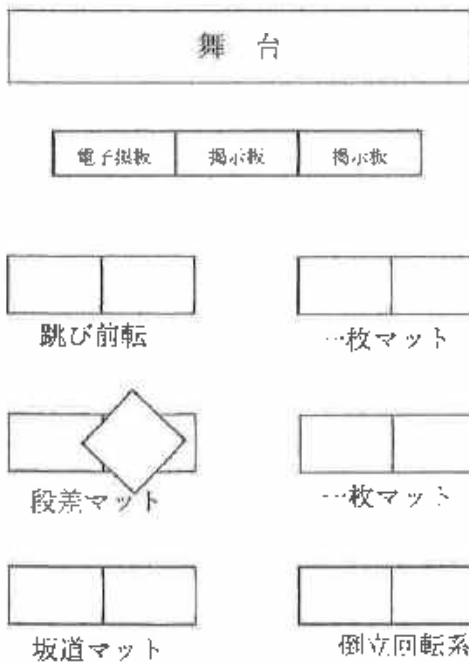 舞 台
電子黒板 掲示板 掲示板
跳び前転 一枚マット
段差マット 一枚マット
坂道マット 倒立回転系